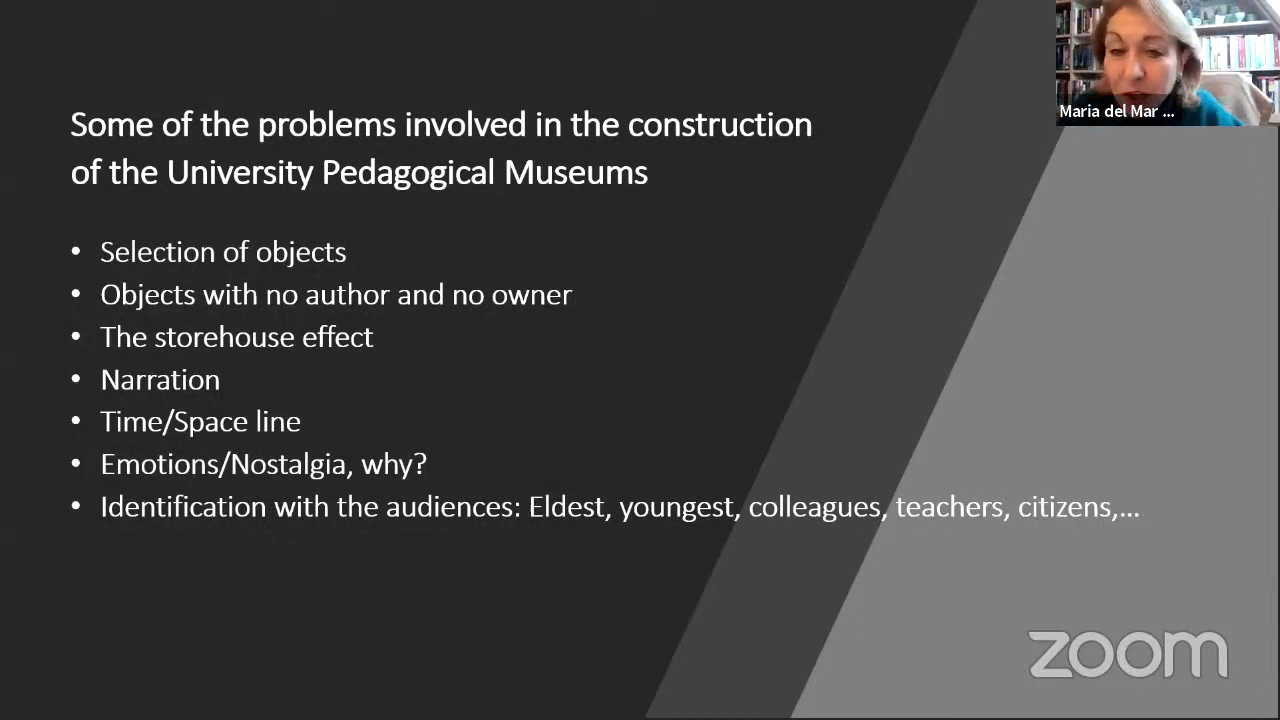 Maria del Mar ...
Some of the problems involved in the construction
of the University Pedagogical Museums
• Selection of objects
• Objects with no author and no owner
• The storehouse effect
• Narration
• Time/Space line
• Emotions/Nostalgia, why?
• Identification with the audiences: Eldest, youngest, colleagues, teachers, citizens,...
zoom